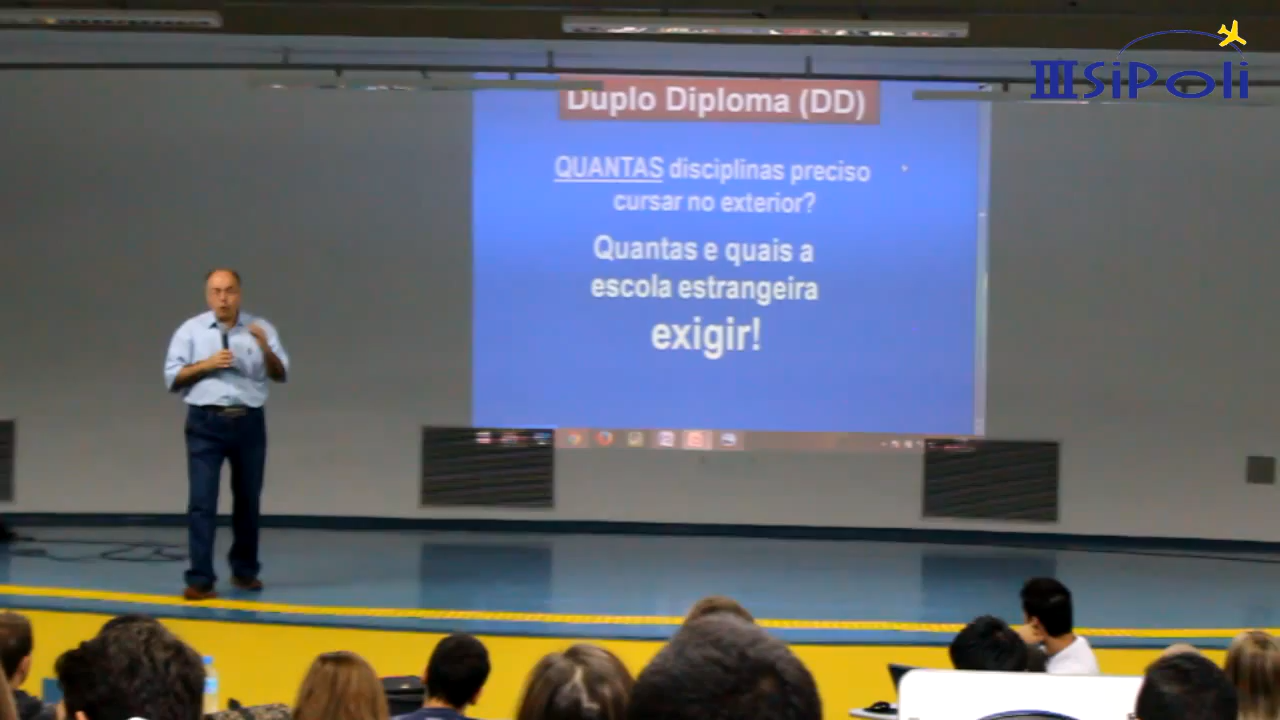 IIISiPoli
Duplo Diploma (DD)
QUANTAS disciplinas preciso
cursar no exterior?
Quantas e quais a
escola estrangeira
exigir!